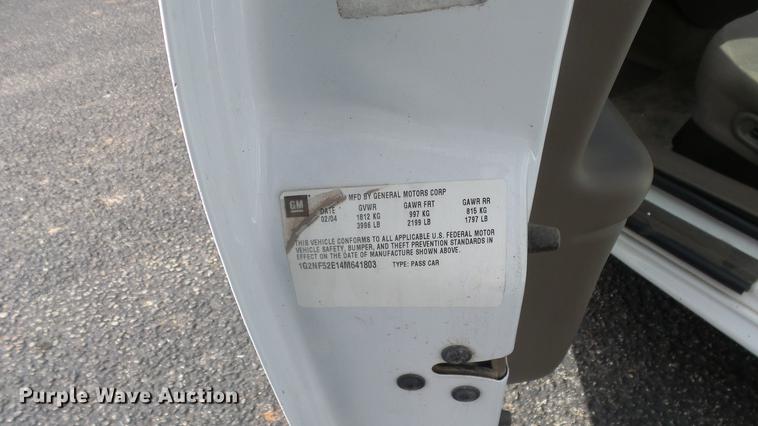 GM
MFD BY GENERAL MOTORS CORP
DATE GVWR GAWR FRT GAWR RR
02/04 1812 KG 997 KG 815 KG
3996 LB 2199 LB 1797 LB
THIS VEHICLE CONFORMS TO ALL APPLICABLE U.S. FEDERAL MOTOR
VEHICLE SAFETY, BUMPER, AND THEFT PREVENTION STANDARDS IN
EFFECT ON THE DATE OF MANUFACTURE SHOWN ABOVE.
1G2NF52E14M641803 TYPE: PASS CAR
Purple Wave Auction